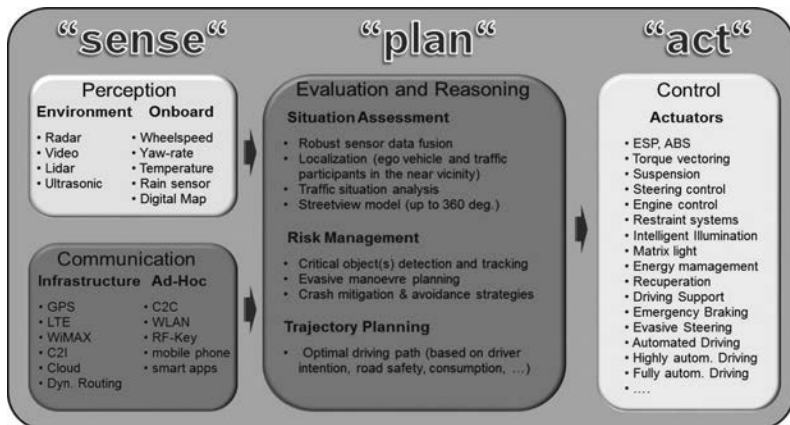 “sense“
“plan“
“act“
Perception
Environment
• Radar
• Video
• Lidar
• Ultrasonic
Onboard
• Wheelspeed
• Yaw-rate
• Temperature
• Rain sensor
• Digital Map
Communication
Infrastructure
• GPS
• LTE
• WiMAX
• C2I
• Cloud
• Dyn. Routing
Ad-Hoc
• C2C
• WLAN
• RF-Key
• mobile phone
• smart apps
Evaluation and Reasoning
Situation Assessment
• Robust sensor data fusion
• Localization (ego vehicle and traffic
participants in the near vicinity)
• Traffic situation analysis
• Streetview model (up to 360 deg.)
Risk Management
• Critical object(s) detection and tracking
• Evasive manoevre planning
• Crash mitigation & avoidance strategies
Trajectory Planning
• Optimal driving path (based on driver
intention, road safety, consumption, …)
Control
Actuators
• ESP, ABS
• Torque vectoring
• Suspension
• Steering control
• Engine control
• Restraint systems
• Intelligent Illumination
• Matrix light
• Energy mamagement
• Recuperation
• Driving Support
• Emergency Braking
• Evasive Steering
• Automated Driving
• Highly autom. Driving
• Fully autom. Driving
• ….